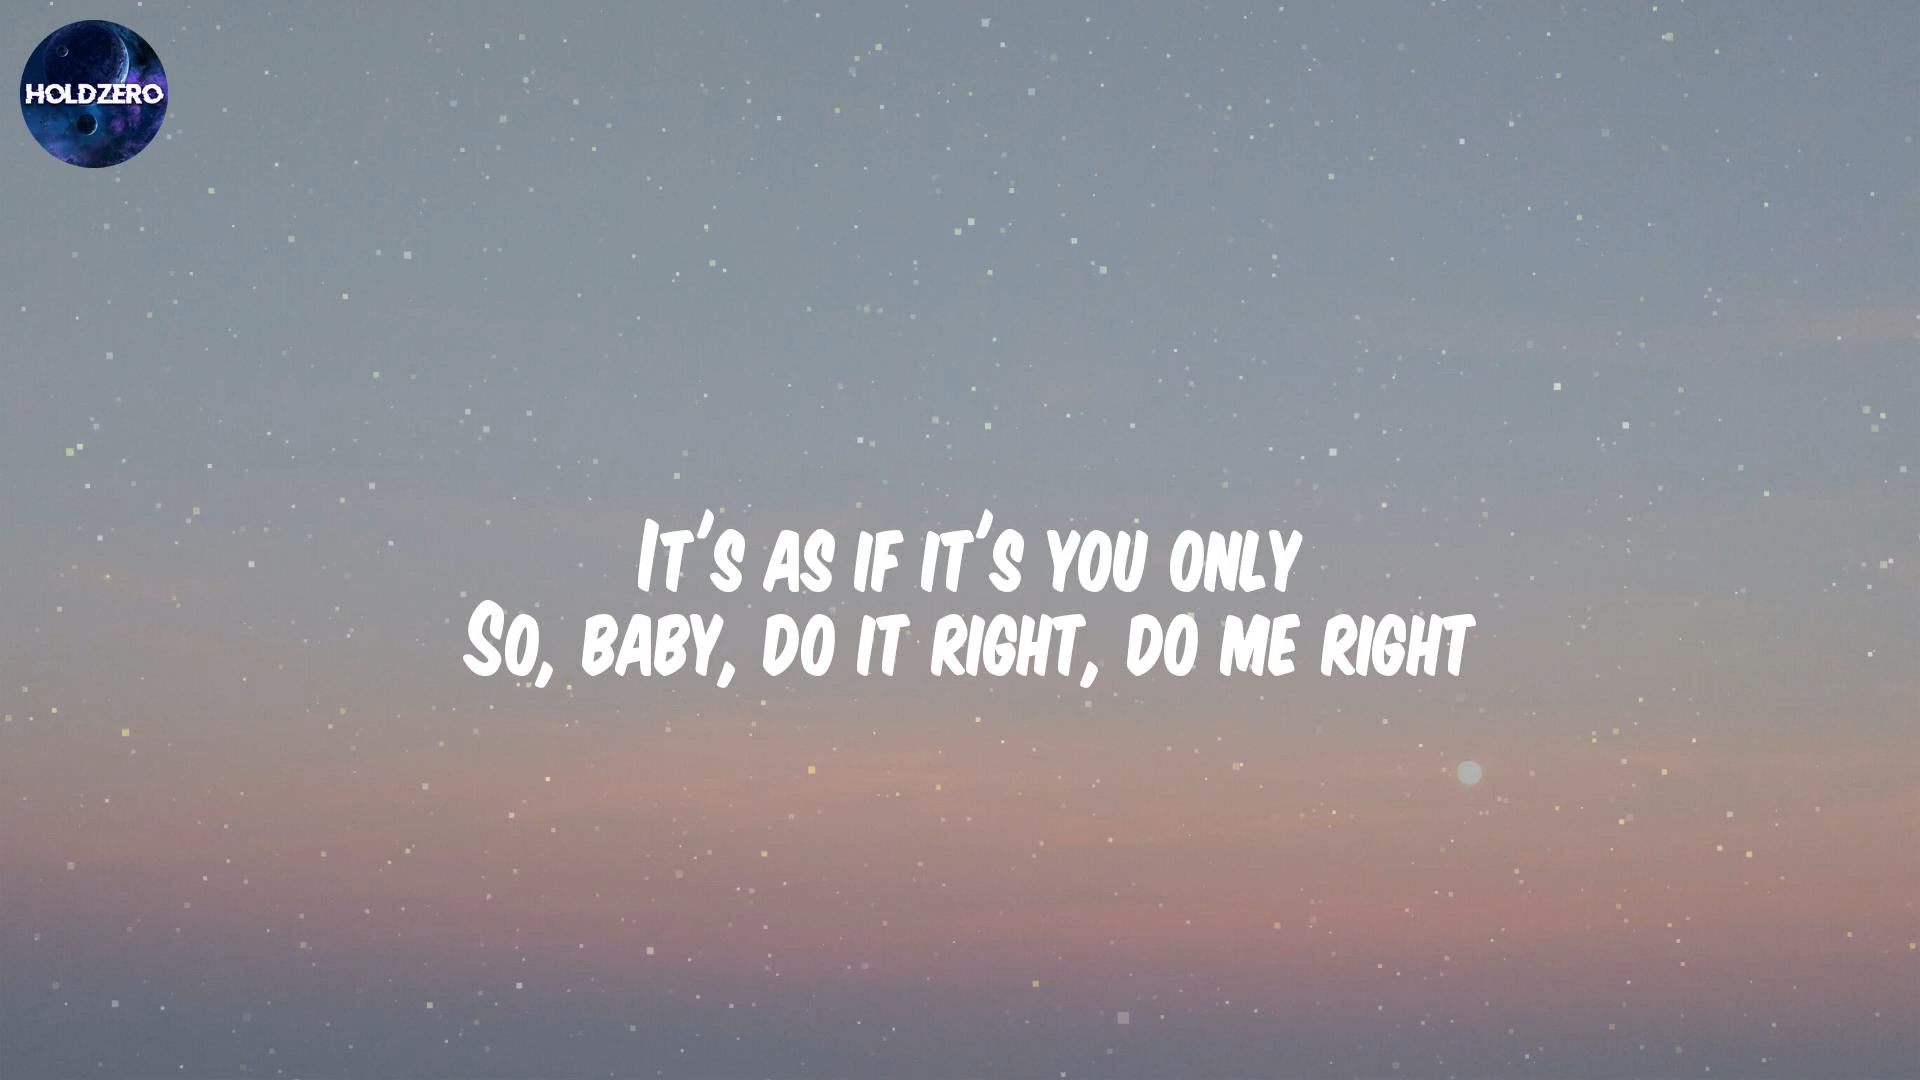 HOLDZERO
IT'S AS IF IT'S YOU ONLY
SO, BABY, DO IT RIGHT, DO ME RIGHT